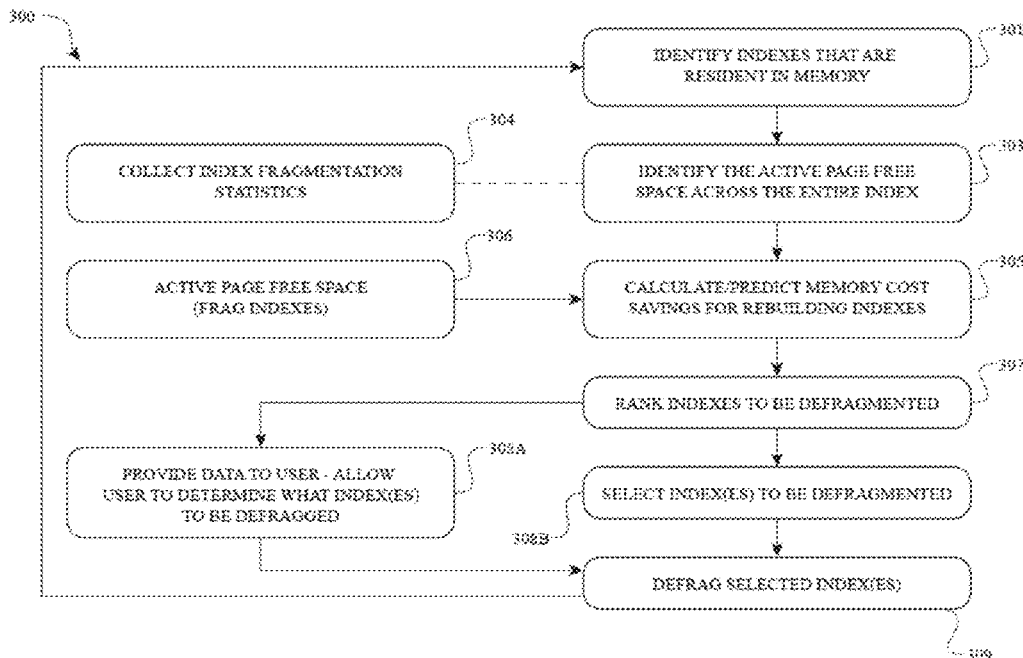 300
301
IDENTIFY INDEXES THAT ARE
RESIDENT IN MEMORY
304
COLLECT INDEX FRAGMENTATION
STATISTICS
303
IDENTIFY THE ACTIVE PAGE FREE
SPACE ACROSS THE ENTIRE INDEX
306
ACTIVE PAGE FREE SPACE
(FRAG INDEXES)
305
CALCULATE/PREDICT MEMORY COST
SAVINGS FOR REBUILDING INDEXES
307
RANK INDEXES TO BE DEFRAGMENTED
308A
PROVIDE DATA TO USER - ALLOW
USER TO DETERMINE WHAT INDEX(ES)
TO BE DEFRAGGED
SELECT INDEX(ES) TO BE DEFRAGMENTED
308B
DEFRAG SELECTED INDEX(ES)
309